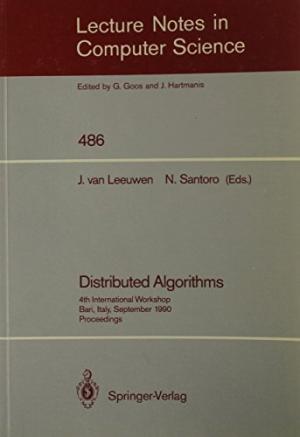 Lecture Notes in
Computer Science
Edited by G. Goos and J. Hartmanis
486
J. van Leeuwen N. Santoro (Eds.)
Distributed Algorithms
4th International Workshop
Bari, Italy, September 1990
Proceedings
Springer-Verlag